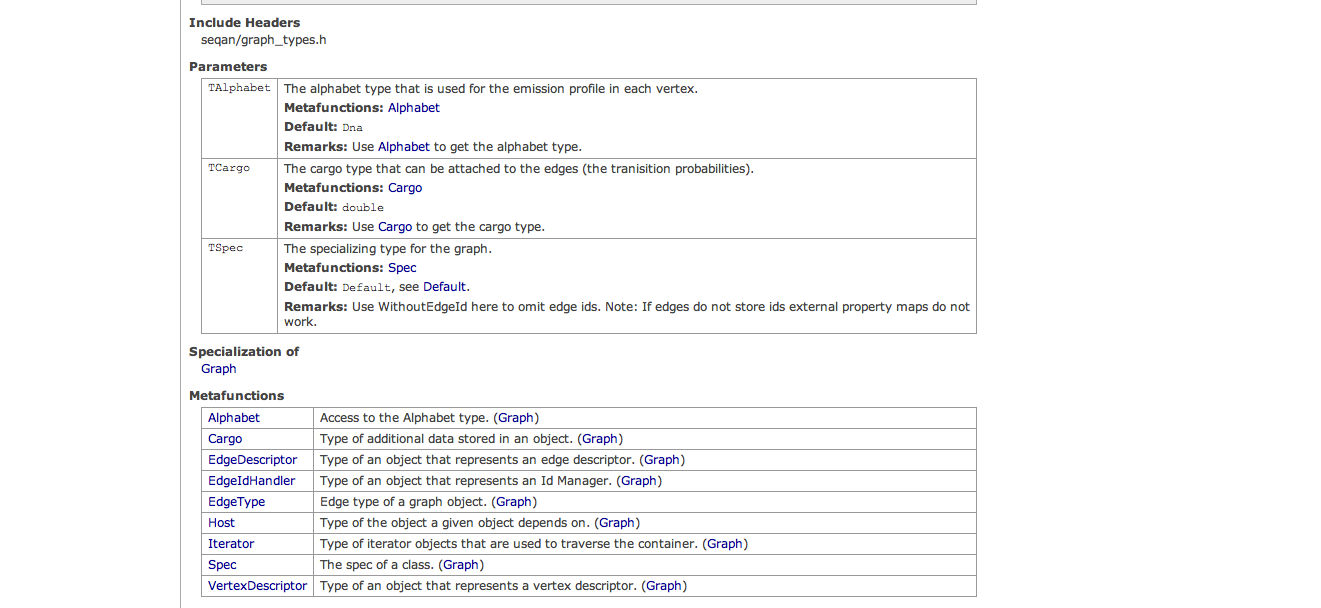 Include Headers
seqan/graph_types.h
Parameters
TAlphabet The alphabet type that is used for the emission profile in each vertex.
Metafunctions: Alphabet
Default: Dna
Remarks: Use Alphabet to get the alphabet type.
TCargo The cargo type that can be attached to the edges (the tranisition probabilities).
Metafunctions: Cargo
Default: double
Remarks: Use Cargo to get the cargo type.
TSpec The specializing type for the graph.
Metafunctions: Spec
Default: Default, see Default.
Remarks: Use WithoutEdgeId here to omit edge ids. Note: If edges do not store ids external property maps do not
work.
Specialization of
Graph
Metafunctions
Alphabet Access to the Alphabet type. (Graph)
Cargo Type of additional data stored in an object. (Graph)
EdgeDescriptor Type of an object that represents an edge descriptor. (Graph)
EdgeIdHandler Type of an object that represents an Id Manager. (Graph)
EdgeType Edge type of a graph object. (Graph)
Host Type of the object a given object depends on. (Graph)
Iterator Type of iterator objects that are used to traverse the container. (Graph)
Spec The spec of a class. (Graph)
VertexDescriptor Type of an object that represents a vertex descriptor. (Graph)